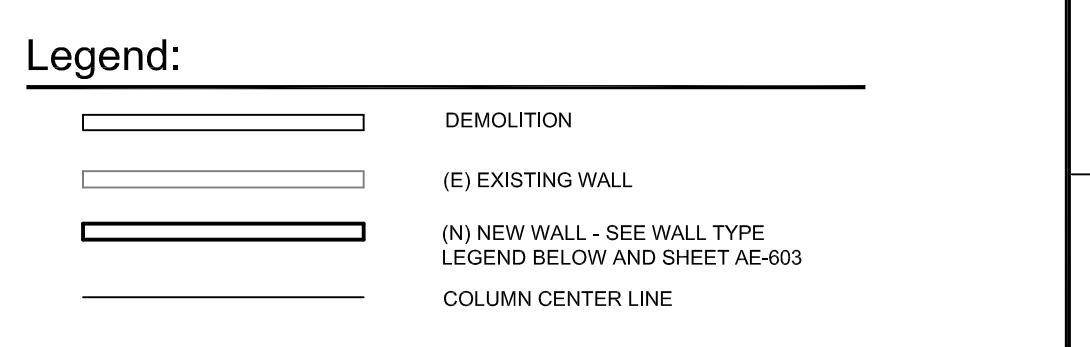 Legend:
DEMOLITION
(E) EXISTING WALL
(N) NEW WALL - SEE WALL TYPE
LEGEND BELOW AND SHEET AE-603
COLUMN CENTER LINE